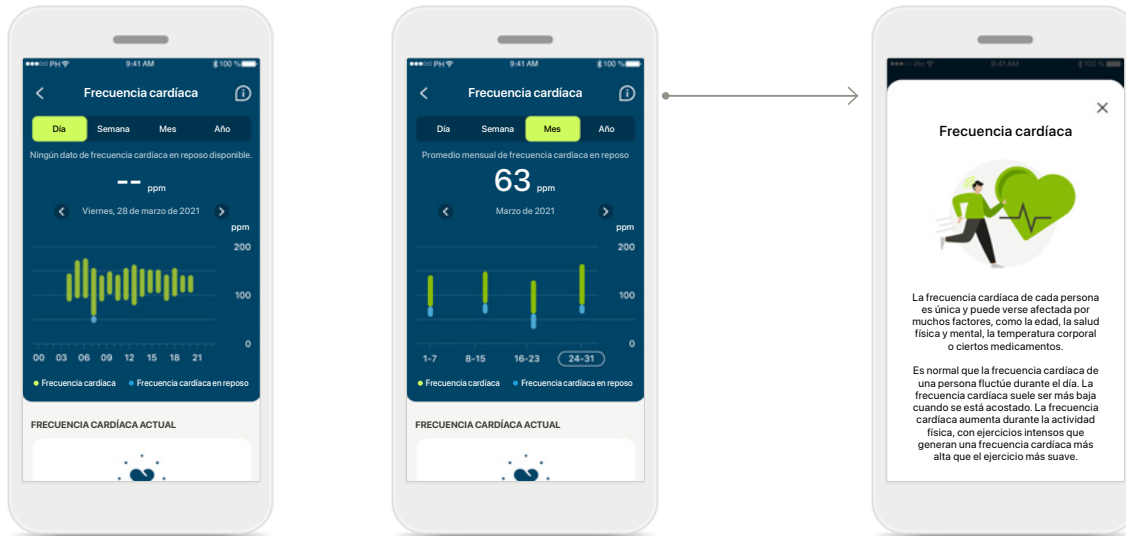 PH 9:41 AM 100 %
Frecuencia cardíaca
Día Semana Mes Año
Ningún dato de frecuencia cardíaca en reposo disponible.
-- ppm
Viernes, 28 de marzo de 2021
ppm
200
100
0
00 03 06 09 12 15 18 21
Frecuencia cardíaca Frecuencia cardíaca en reposo
FRECUENCIA CARDÍACA ACTUAL
PH 9:41 AM 100 %
Frecuencia cardíaca
Día Semana Mes Año
Promedio mensual de frecuencia cardíaca en reposo
63 ppm
Marzo de 2021
ppm
200
100
0
1-7 8-15 16-23 24-31
Frecuencia cardíaca Frecuencia cardíaca en reposo
FRECUENCIA CARDÍACA ACTUAL
PH 9:41 AM 100 %
Frecuencia cardíaca
La frecuencia cardíaca de cada persona
es única y puede verse afectada por
muchos factores, como la edad, la salud
física y mental, la temperatura corporal
o ciertos medicamentos.
Es normal que la frecuencia cardíaca de
una persona fluctúe durante el día. La
frecuencia cardíaca suele ser más baja
cuando se está acostado. La frecuencia
cardíaca aumenta durante la actividad
física, con ejercicios intensos que
generan una frecuencia cardíaca más
alta que el ejercicio más suave.